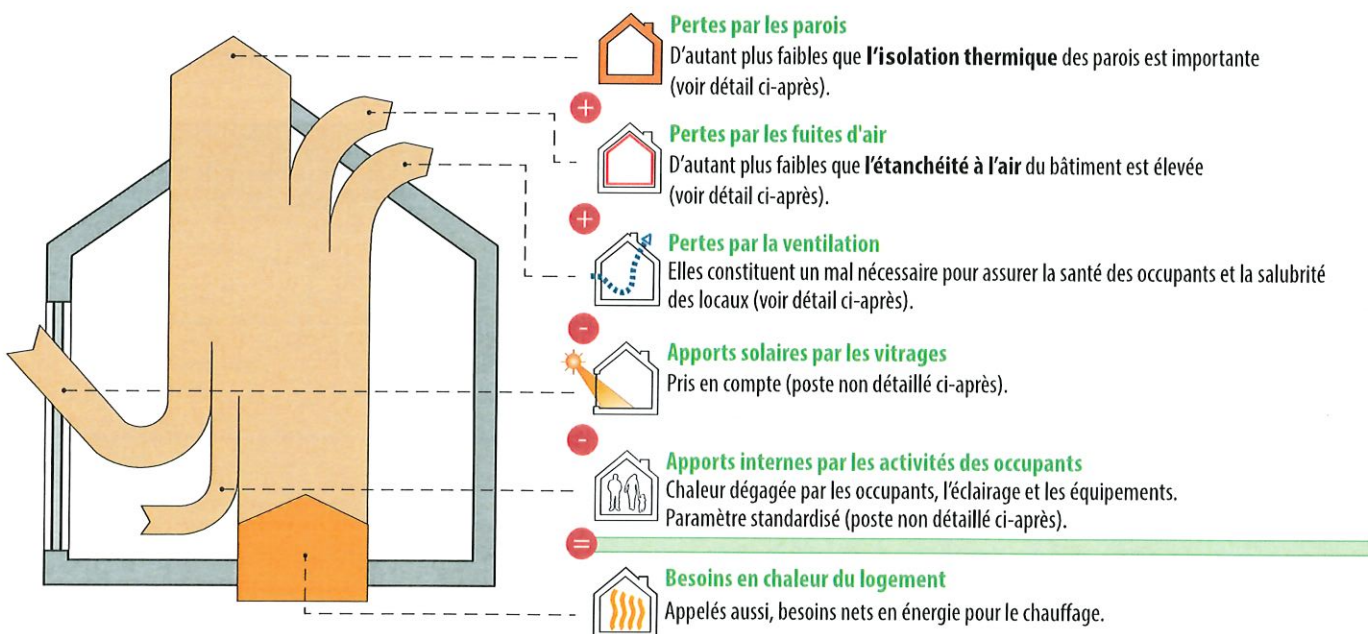 Pertes par les parois
D'autant plus faibles que l'isolation thermique des parois est importante
(voir détail ci-après).
+
Pertes par les fuites d'air
D'autant plus faibles que l'étanchéité à l'air du bâtiment est élevée
(voir détail ci-après).
+
Pertes par la ventilation
Elles constituent un mal nécessaire pour assurer la santé des occupants et la salubrité
des locaux (voir détail ci-après).
-
Apports solaires par les vitrages
Pris en compte (poste non détaillé ci-après).
-
Apports internes par les activités des occupants
Chaleur dégagée par les occupants, l'éclairage et les équipements.
Paramètre standardisé (poste non détaillé ci-après).
=
Besoins en chaleur du logement
Appelés aussi, besoins nets en énergie pour le chauffage.